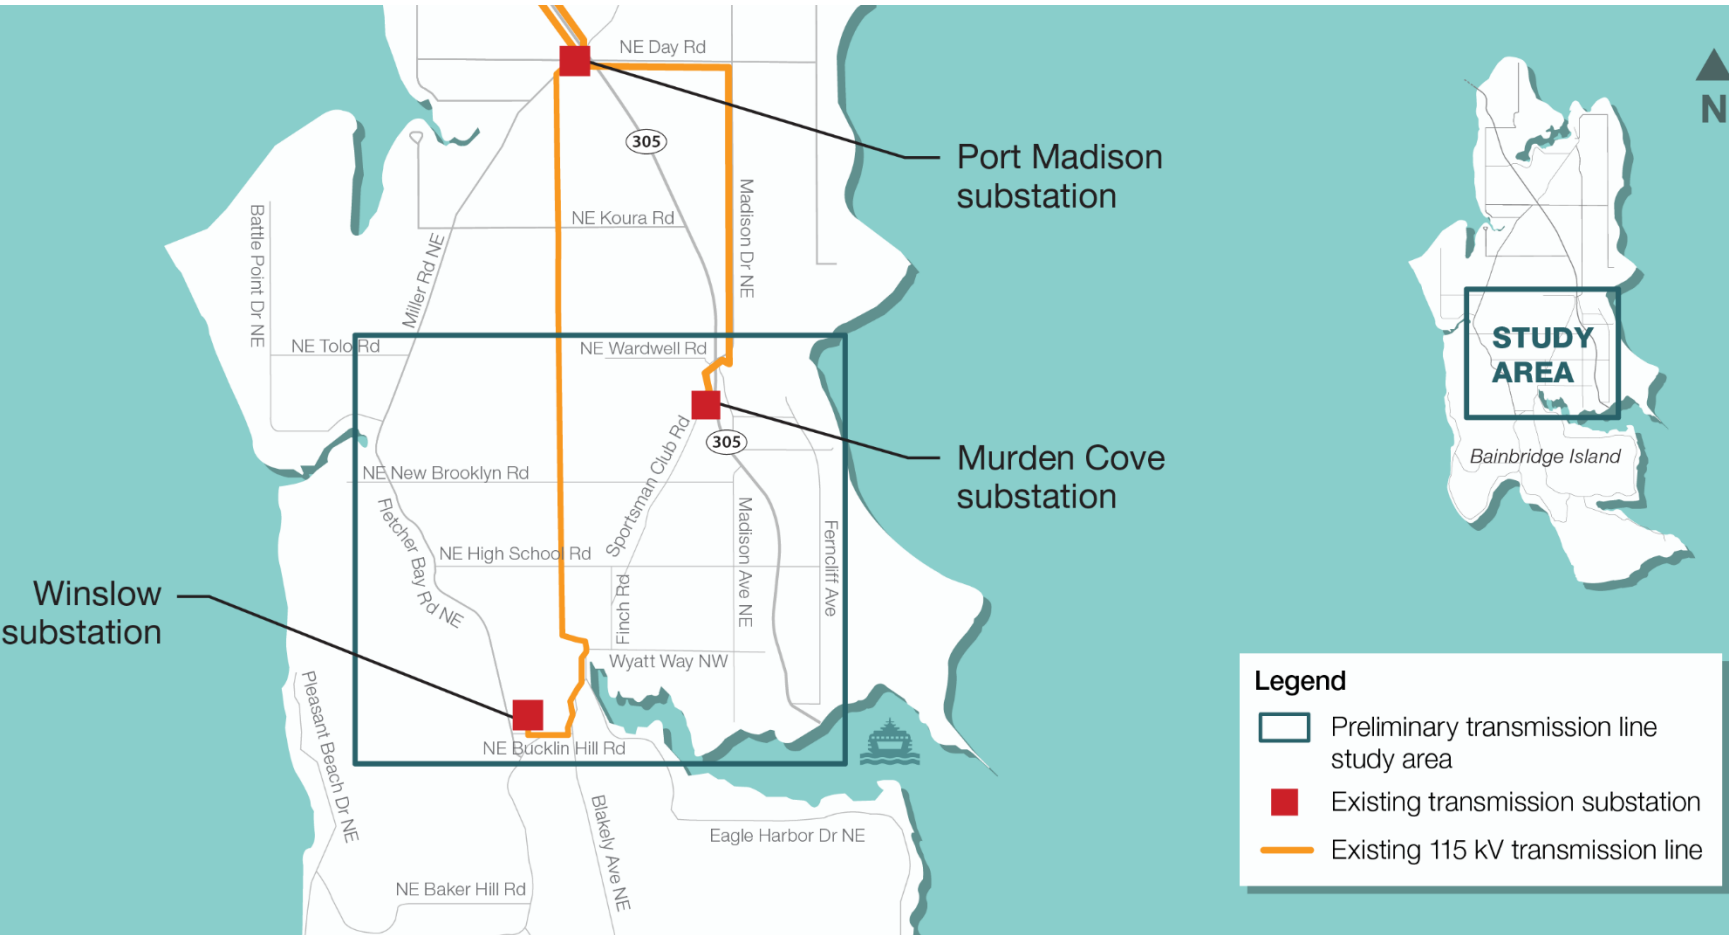 NE Day Rd
N
305
Port Madison
substation
Madison Dr NE
NE Koura Rd
Battle Point Dr NE
Miller Rd NE
NE Tolo Rd
NE Wardwell Rd
STUDY
AREA
Sportsman Club Rd
305
Murden Cove
substation
Bainbridge Island
NE New Brooklyn Rd
Fletcher Bay Rd NE
Madison Ave NE
Ferncliff Ave
NE High School Rd
Finch Rd
Winslow
substation
Wyatt Way NW
Pleasant Beach Dr NE
NE Bucklin Hill Rd
Blakely Ave NE
Eagle Harbor Dr NE
NE Baker Hill Rd
Legend
Preliminary transmission line
study area
Existing transmission substation
Existing 115 kV transmission line